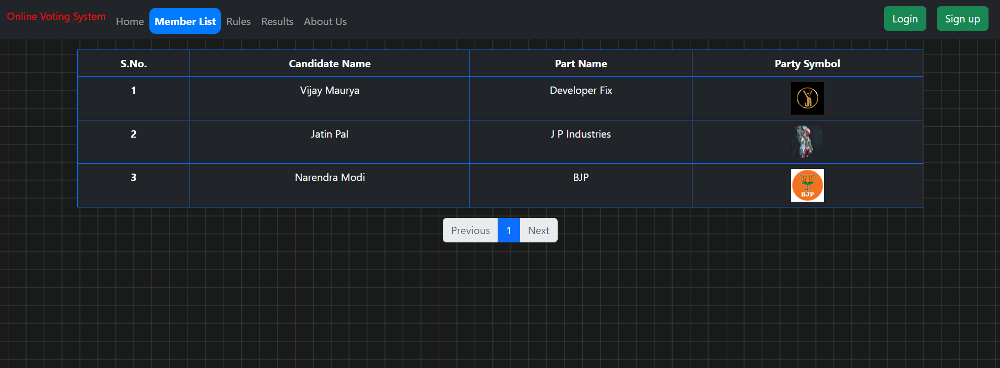 Online Voting System Home Member List Rules Results About Us Login Sign up
S.No. Candidate Name Part Name Party Symbol
1 Vijay Maurya Developer Fix
2 Jatin Pal J P Industries
3 Narendra Modi BJP
BJP
Previous 1 Next